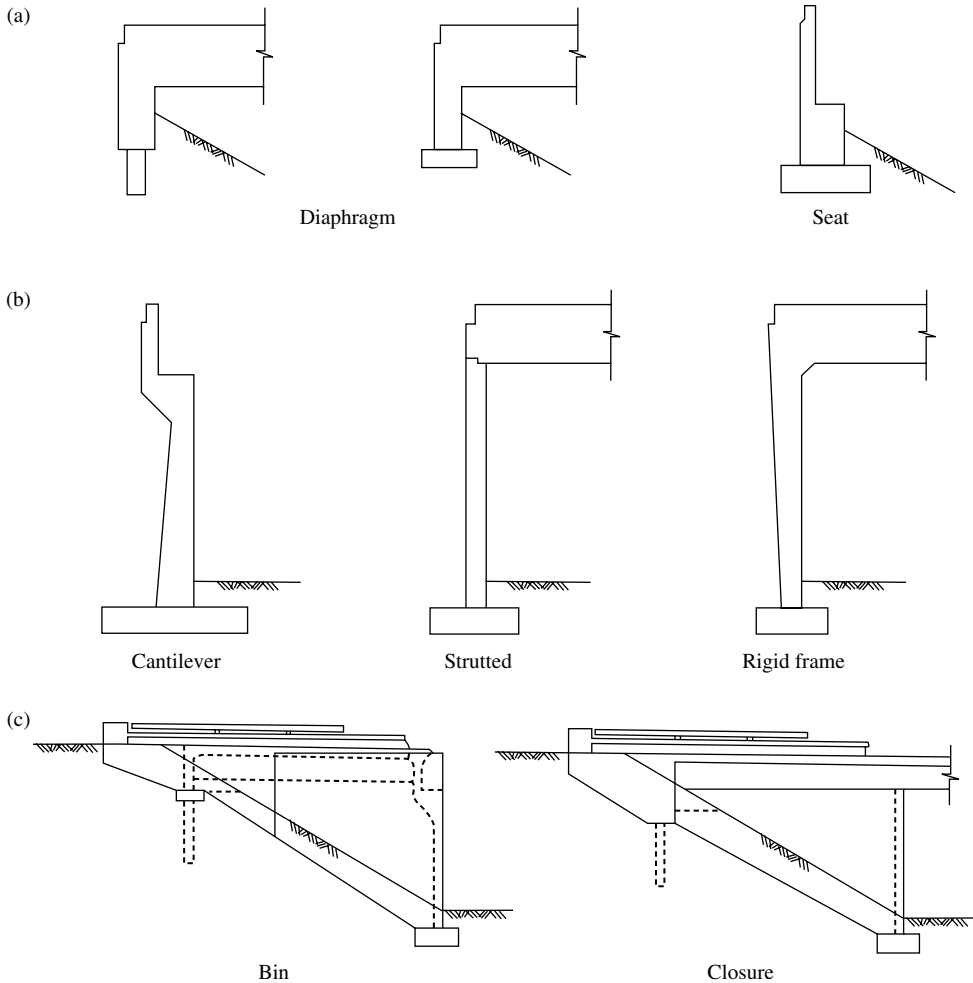 (a)
Diaphragm
Seat
(b)
Cantilever
Strutted
Rigid frame
(c)
Bin
Closure